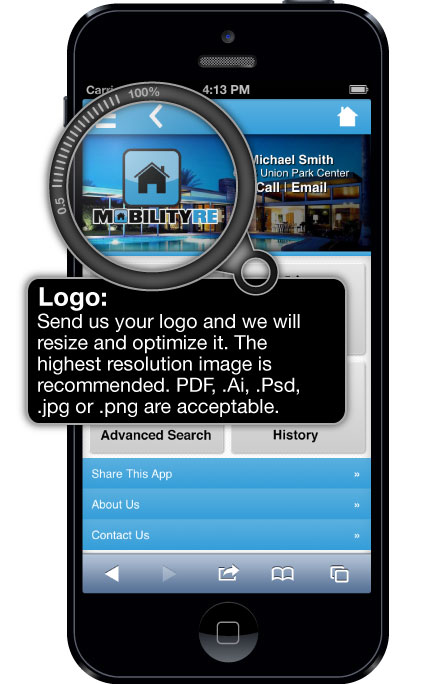 4:13 PM
100%
0.5
Michael Smith
Union Park Center
Call | Email
MOBILITYRE
Logo:
Send us your logo and we will
resize and optimize it. The
highest resolution image is
recommended. PDF, .Ai, .Psd,
.jpg or .png are acceptable.
Advanced Search
History
Share This App »
About Us »
Contact Us »